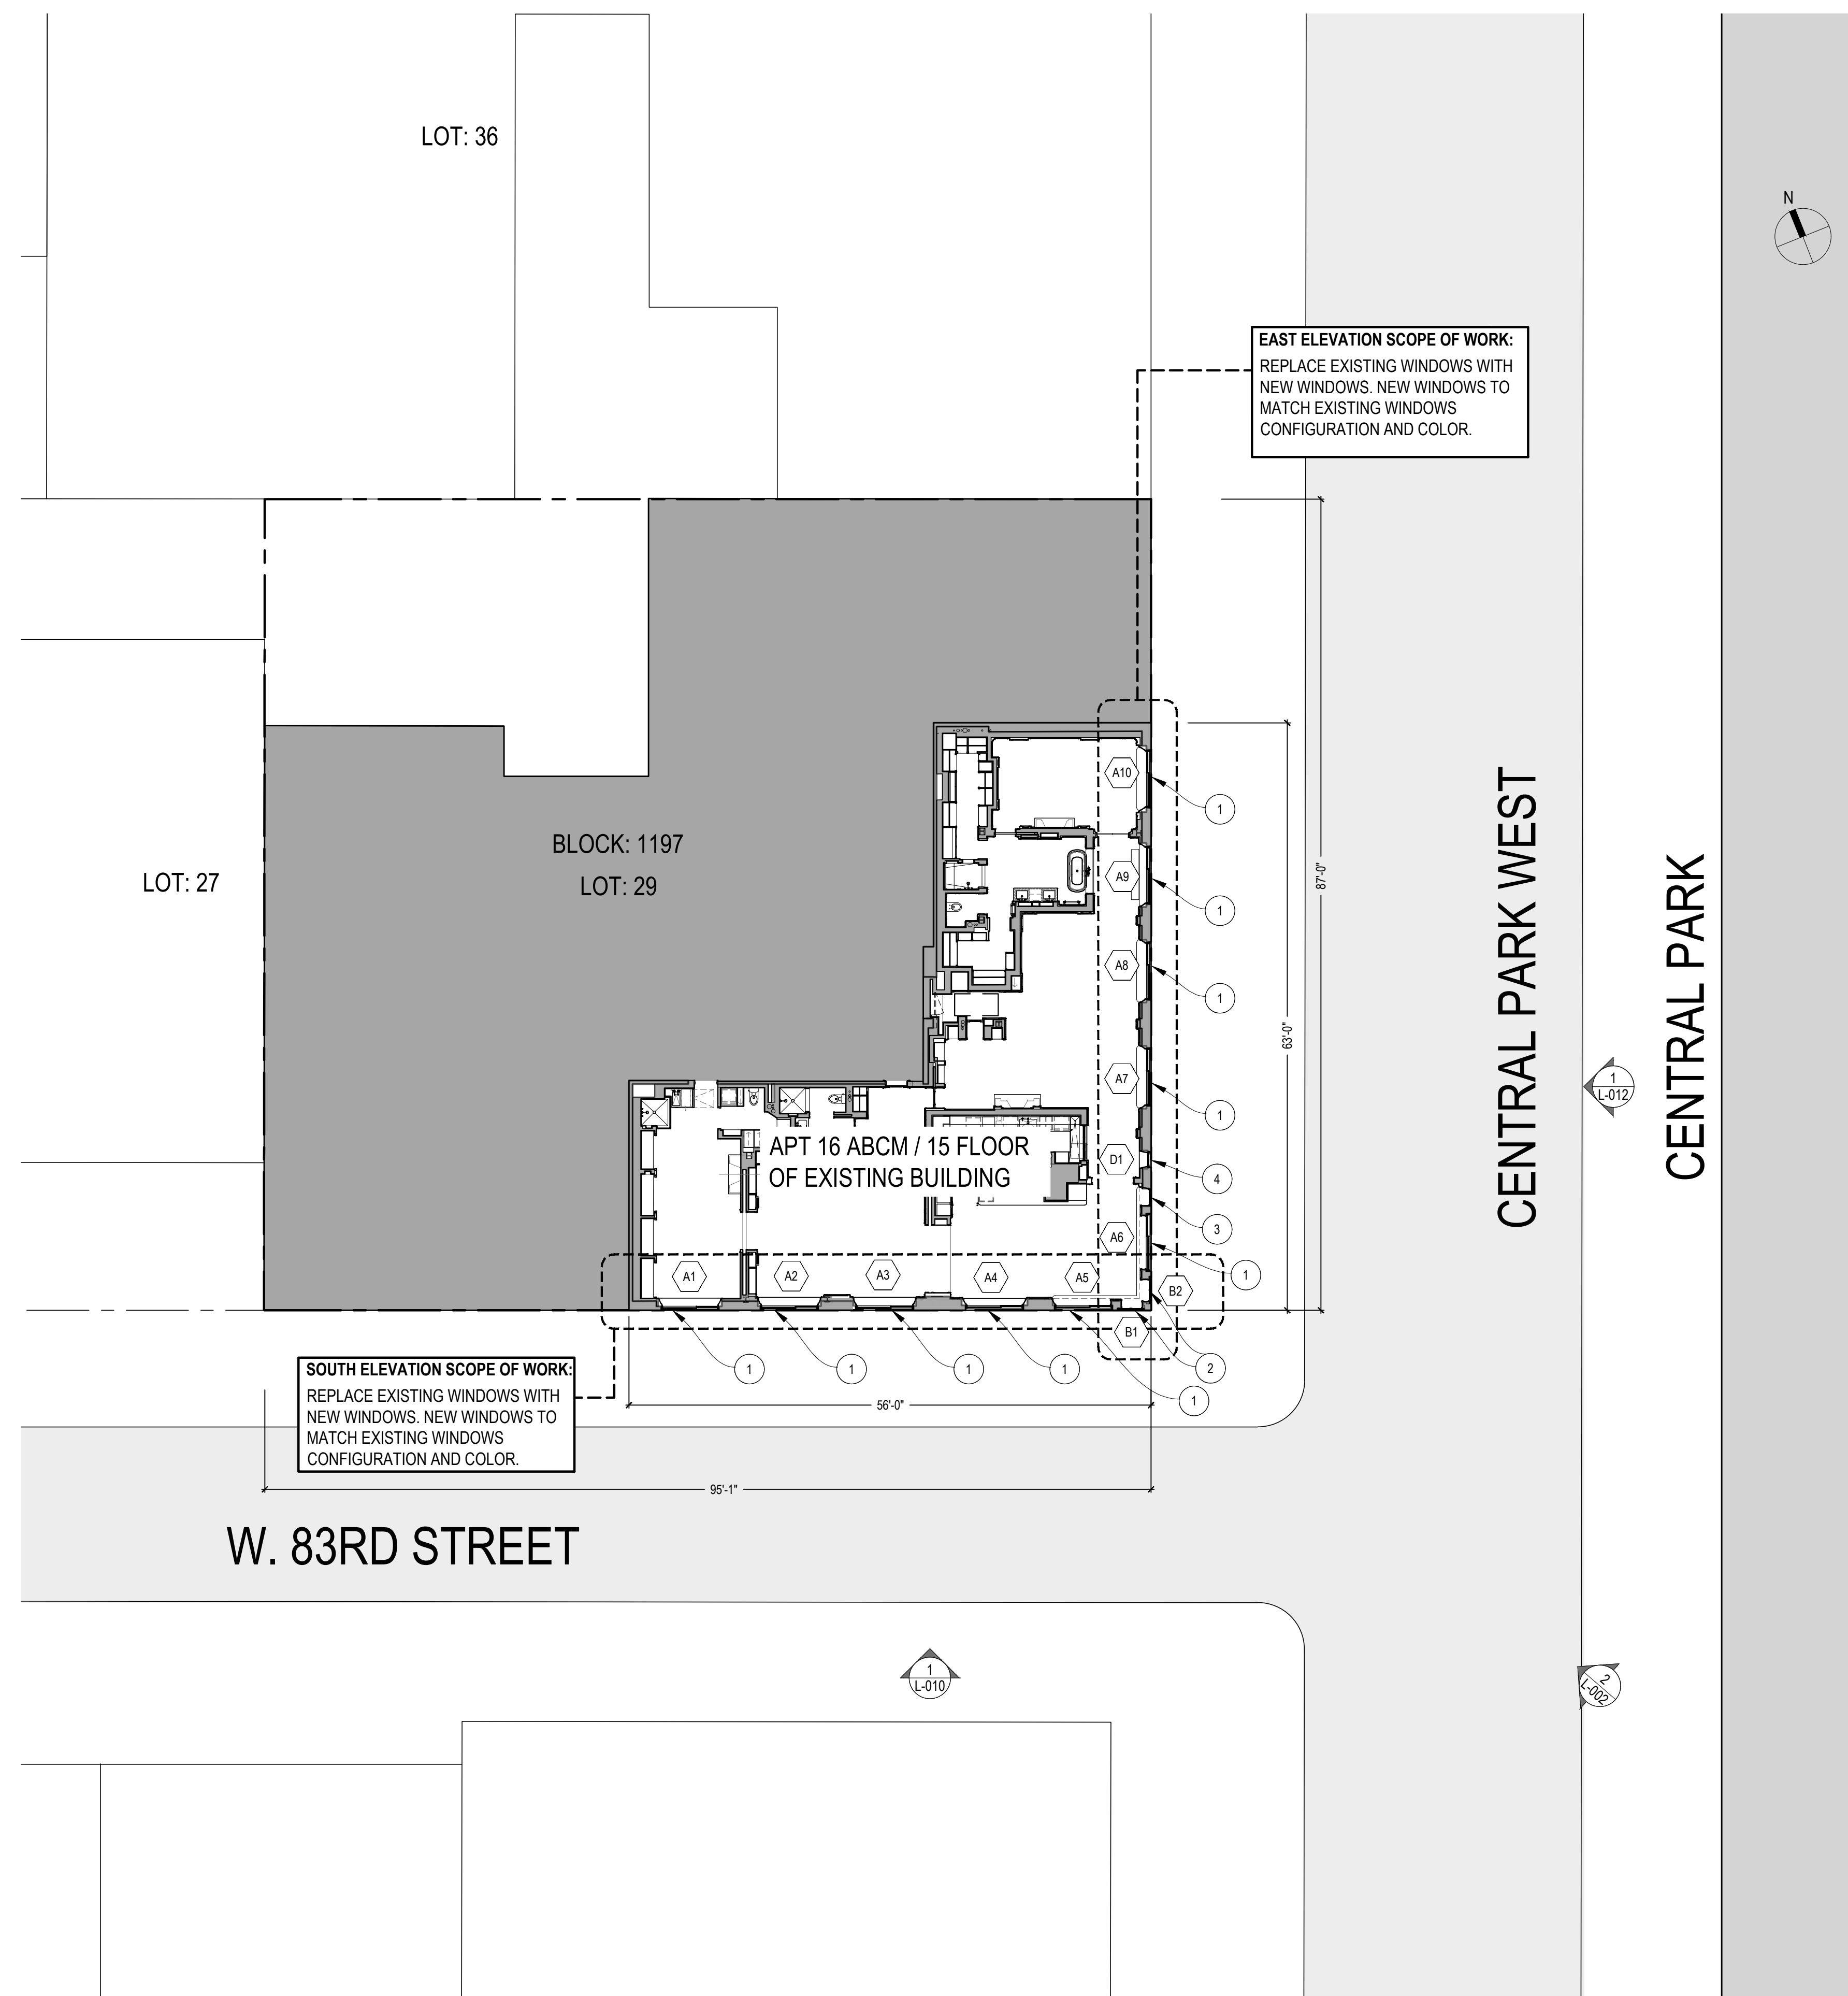 LOT: 36
N
EAST ELEVATION SCOPE OF WORK:
REPLACE EXISTING WINDOWS WITH
NEW WINDOWS. NEW WINDOWS TO
MATCH EXISTING WINDOWS
CONFIGURATION AND COLOR.
BLOCK: 1197
LOT: 29
LOT: 27
A10
1
A9
1
A8
1
A7
1
D1
4
3
A6
1
87'-0"
63'-0"
CENTRAL PARK WEST
CENTRAL PARK
1
L-012
APT 16 ABCM / 15 FLOOR
OF EXISTING BUILDING
A1
A2
A3
A4
A5
B2
B1
1
1
1
1
2
1
SOUTH ELEVATION SCOPE OF WORK:
REPLACE EXISTING WINDOWS WITH
NEW WINDOWS. NEW WINDOWS TO
MATCH EXISTING WINDOWS
CONFIGURATION AND COLOR.
56'-0"
95'-1"
W. 83RD STREET
1
L-010
2
L-002